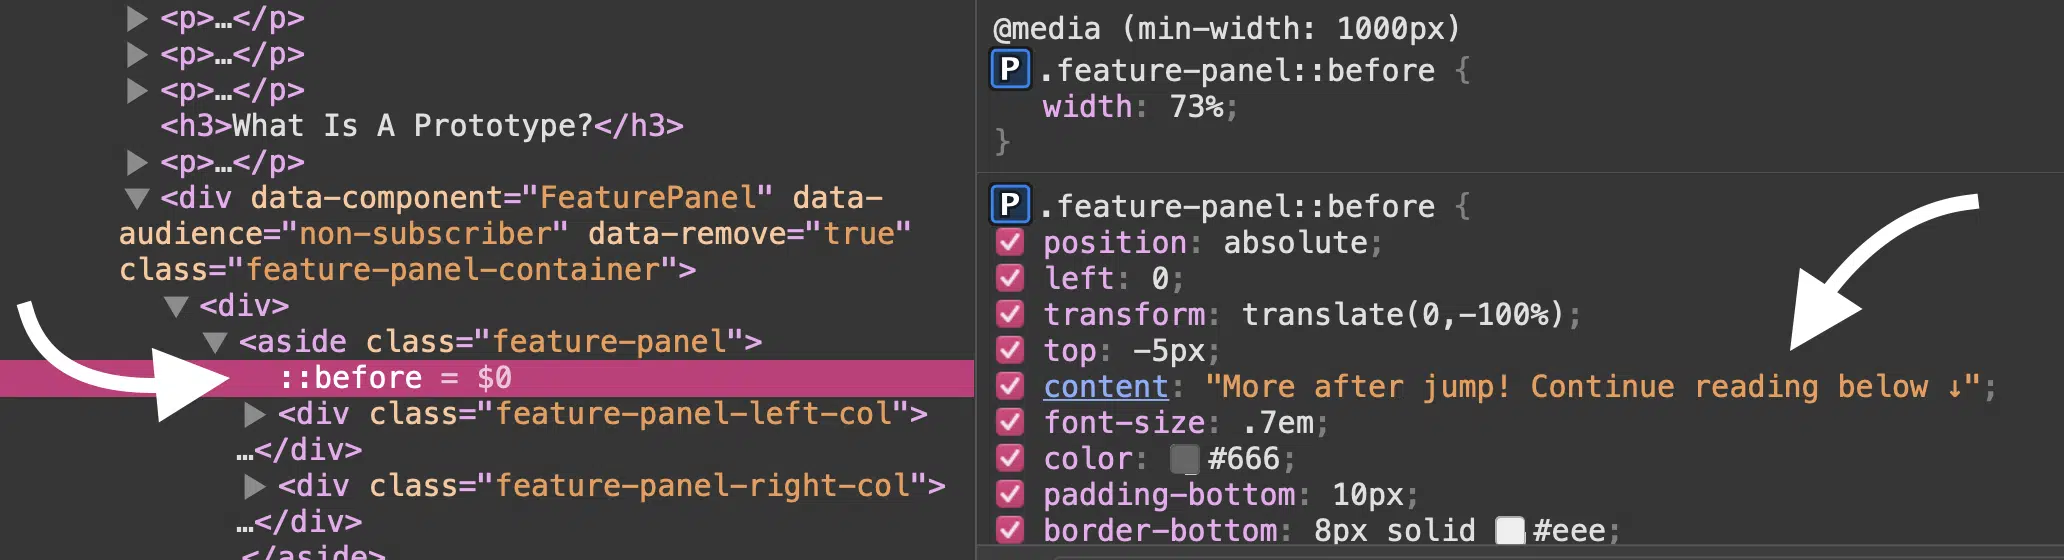 <p>…</p>
<p>…</p>
<p>…</p>
<h3>What Is A Prototype?</h3>
<p>…</p>
<div data-component="FeaturePanel" data-
audience="non-subscriber" data-remove="true"
class="feature-panel-container">
<div>
<aside class="feature-panel">
::before = $0
<div class="feature-panel-left-col">
…</div>
<div class="feature-panel-right-col">
…</div>
</aside>
@media (min-width: 1000px)
P .feature-panel::before {
width: 73%;
}
P .feature-panel::before {
position: absolute;
left: 0;
transform: translate(0,-100%);
top: -5px;
content: "More after jump! Continue reading below ↓";
font-size: .7em;
color: #666;
padding-bottom: 10px;
border-bottom: 8px solid #eee;